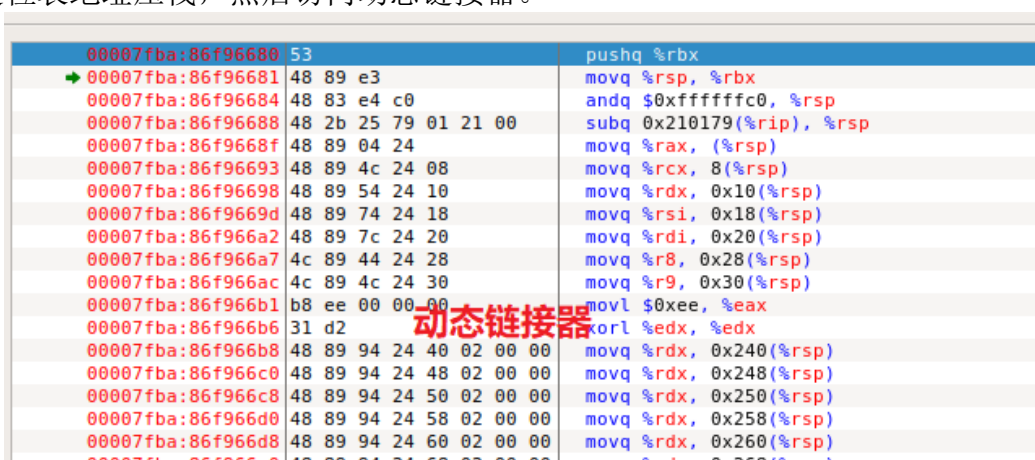 然后访问动态链接器。
00007fba:86f96680 53 pushq %rbx
00007fba:86f96681 48 89 e3 movq %rsp, %rbx
00007fba:86f96684 48 83 e4 c0 andq $0xffffffc0, %rsp
00007fba:86f96688 48 2b 25 79 01 21 00 subq 0x210179(%rip), %rsp
00007fba:86f9668f 48 89 04 24 movq %rax, (%rsp)
00007fba:86f96693 48 89 4c 24 08 movq %rcx, 8(%rsp)
00007fba:86f96698 48 89 54 24 10 movq %rdx, 0x10(%rsp)
00007fba:86f9669d 48 89 74 24 18 movq %rsi, 0x18(%rsp)
00007fba:86f966a2 48 89 7c 24 20 movq %rdi, 0x20(%rsp)
00007fba:86f966a7 4c 89 44 24 28 movq %r8, 0x28(%rsp)
00007fba:86f966ac 4c 89 4c 24 30 movq %r9, 0x30(%rsp)
00007fba:86f966b1 b8 ee 00 00 00 movl $0xee, %eax
动态链接器
00007fba:86f966b6 31 d2 xorl %edx, %edx
00007fba:86f966b8 48 89 94 24 40 02 00 00 movq %rdx, 0x240(%rsp)
00007fba:86f966c0 48 89 94 24 48 02 00 00 movq %rdx, 0x248(%rsp)
00007fba:86f966c8 48 89 94 24 50 02 00 00 movq %rdx, 0x250(%rsp)
00007fba:86f966d0 48 89 94 24 58 02 00 00 movq %rdx, 0x258(%rsp)
00007fba:86f966d8 48 89 94 24 60 02 00 00 movq %rdx, 0x260(%rsp)